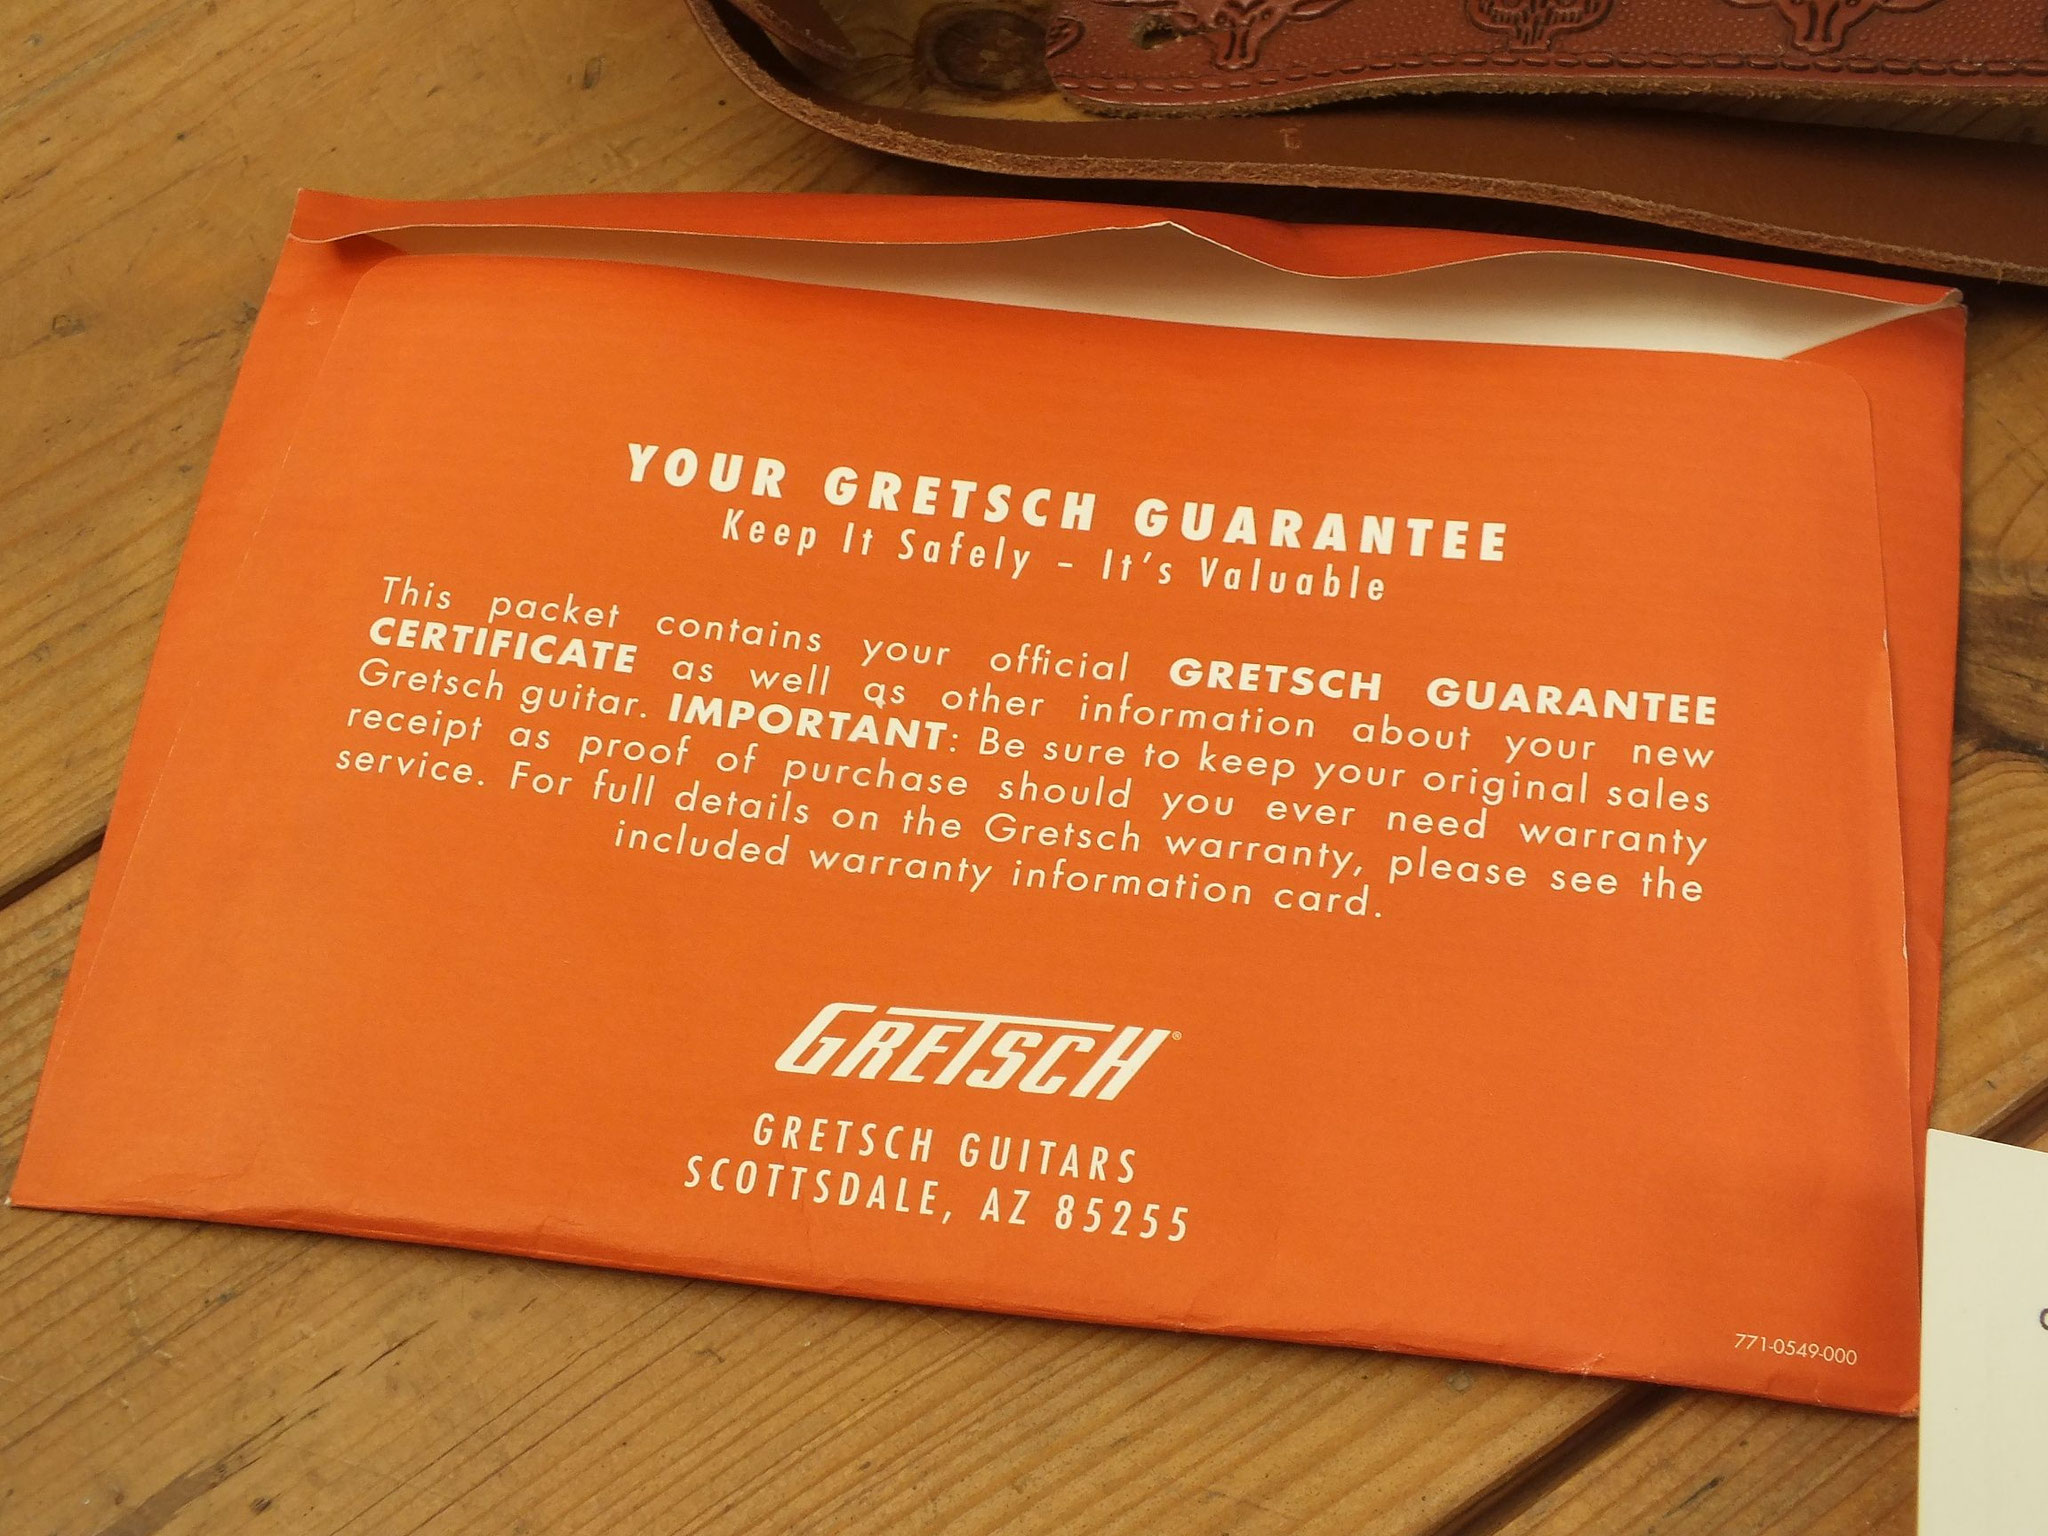 YOUR GRETSCH GUARANTEE
Keep It Safely – It's Valuable
This packet contains your official GRETSCH GUARANTEE
CERTIFICATE as well as other information about your new
Gretsch guitar. IMPORTANT: Be sure to keep your original sales
receipt as proof of purchase should you ever need warranty
service. For full details on the Gretsch warranty, please see the
included warranty information card.
GRETSCH®
GRETSCH GUITARS
SCOTTSDALE, AZ 85255
771-0549-000